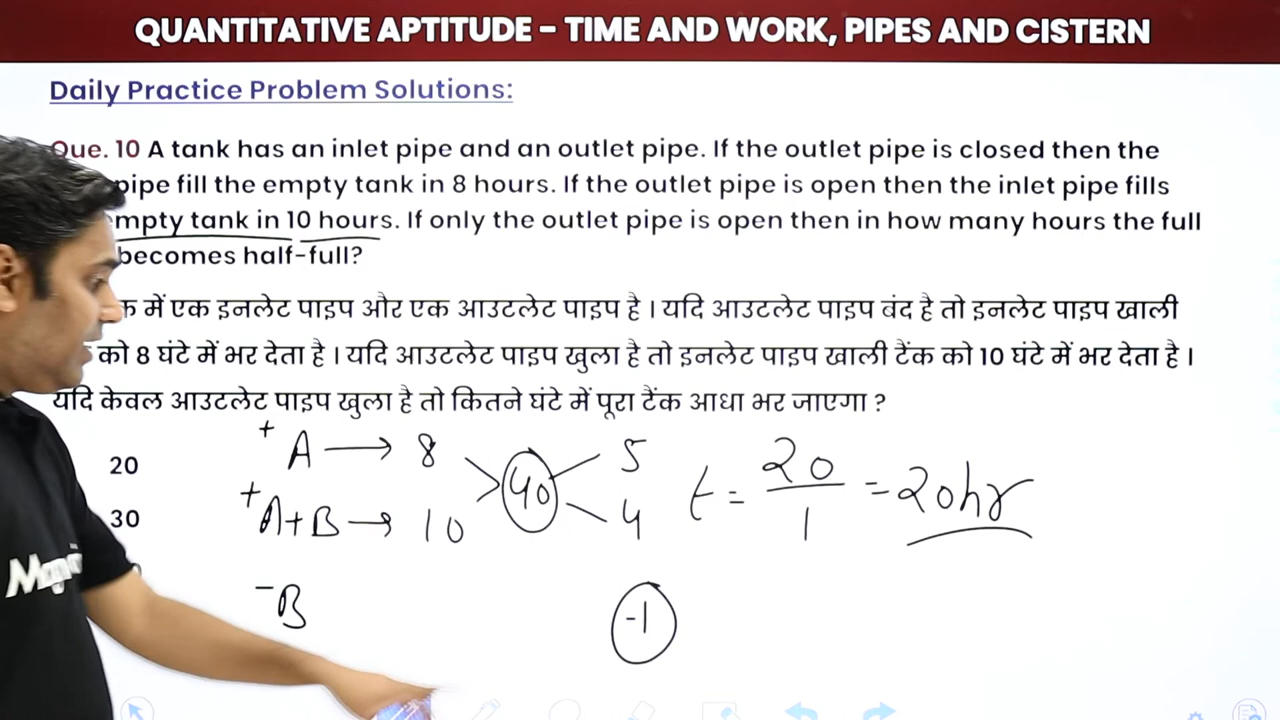 QUANTITATIVE APTITUDE – TIME AND WORK, PIPES AND CISTERN
Daily Practice Problem Solutions:
Que. 10 A tank has an inlet pipe and an outlet pipe. If the outlet pipe is closed then the
pipe fill the empty tank in 8 hours. If the outlet pipe is open then the inlet pipe fills
mpty tank in 10 hours. If only the outlet pipe is open then in how many hours the full
becomes half-full?
क में एक इनलेट पाइप और एक आउटलेट पाइप है । यदि आउटलेट पाइप बंद है तो इनलेट पाइप खाली
को 8 घंटे में भर देता है । यदि आउटलेट पाइप खुला है तो इनलेट पाइप खाली टैंक को 10 घंटे में भर देता है ।
यदि केवल आउटलेट पाइप खुला है तो कितने घंटे में पूरा टैंक आधा भर जाएगा ?
20
30
+ A → 8
+ A+B → 10
40
5
4
t = 20/1 = 20hr
- B
-1